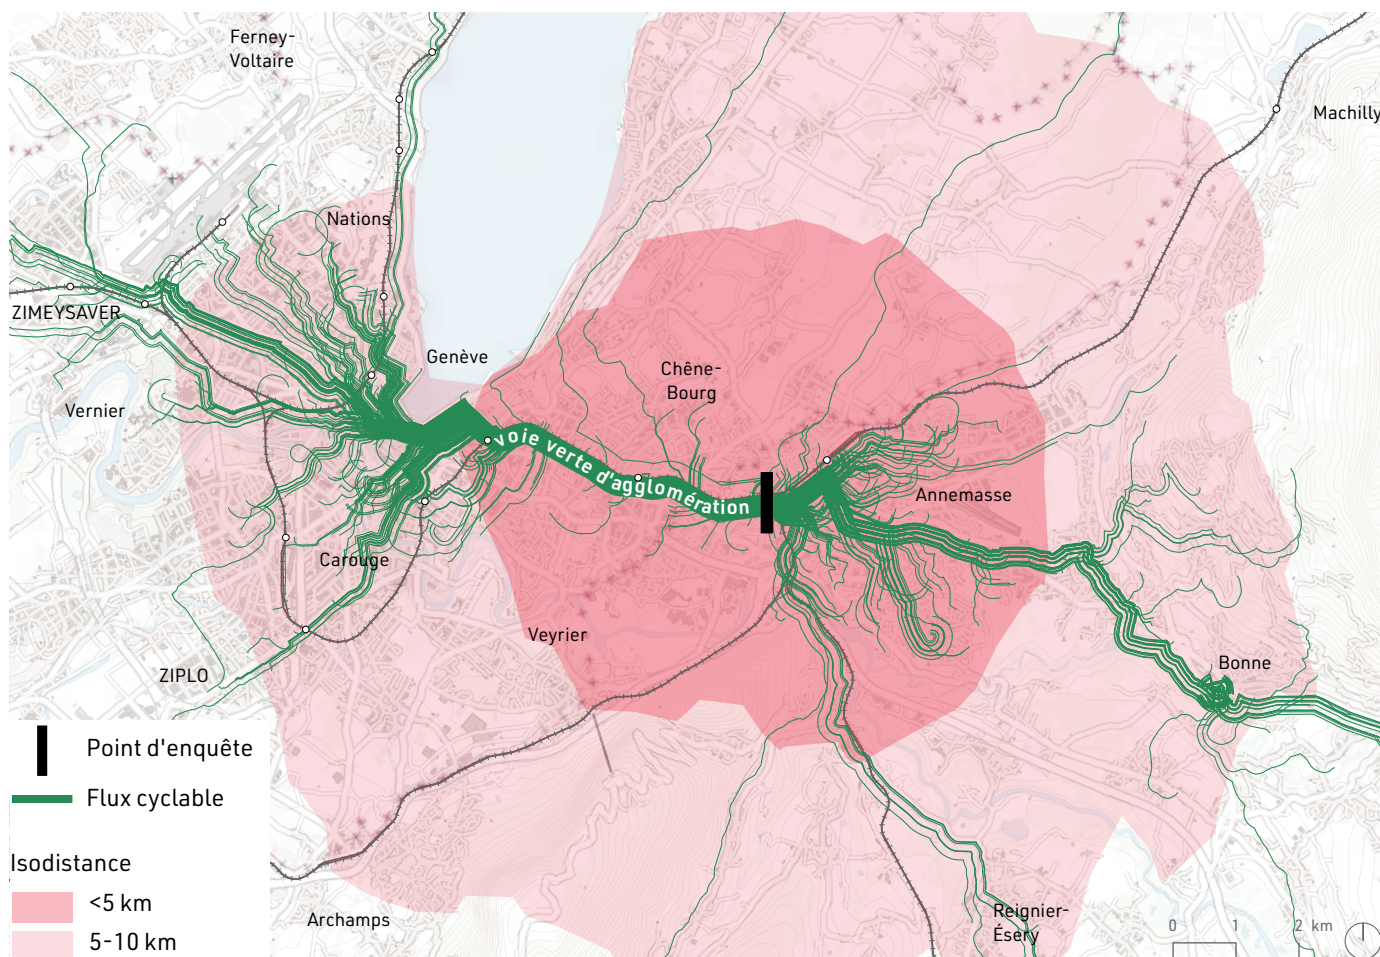 Ferney-
Voltaire
Machilly
Nations
ZIMEYSAVER
Genève
Chêne-
Bourg
Vernier
voie verte d'agglomération
Annemasse
Carouge
Veyrier
Bonne
ZIPLO
Point d'enquête
Flux cyclable
Isodistance
<5 km
5-10 km
Archamps
Reignier-
Ésery
0 1 2 km